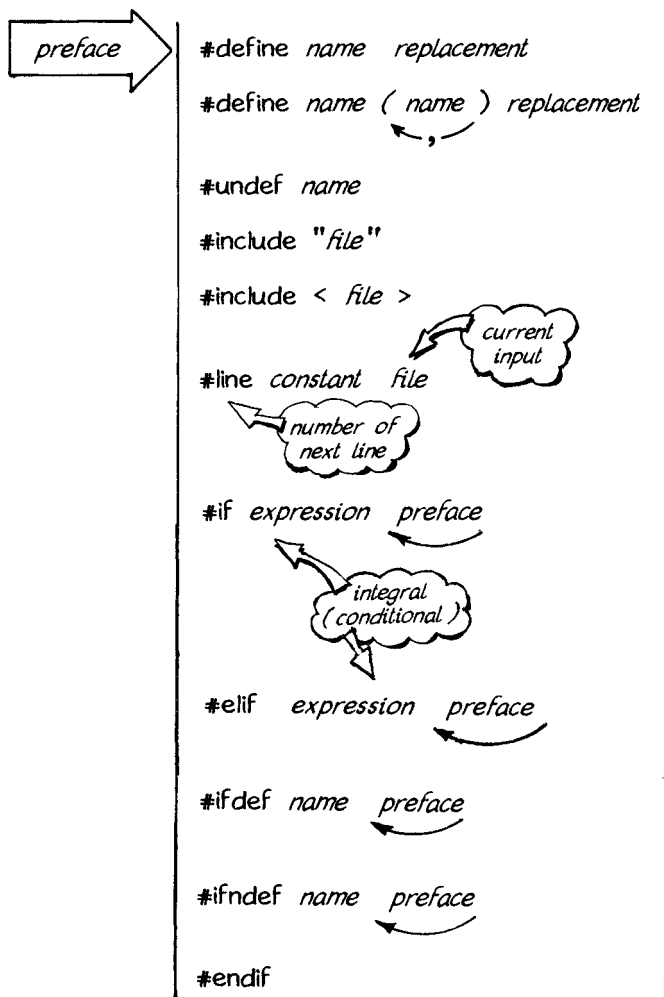 preface
#define name replacement
#define name ( name ) replacement
,
#undef name
#include "file"
#include < file >
current
input
#line constant file
number of
next line
#if expression preface
integral
(conditional)
#elif expression preface
#ifdef name preface
#ifndef name preface
#endif